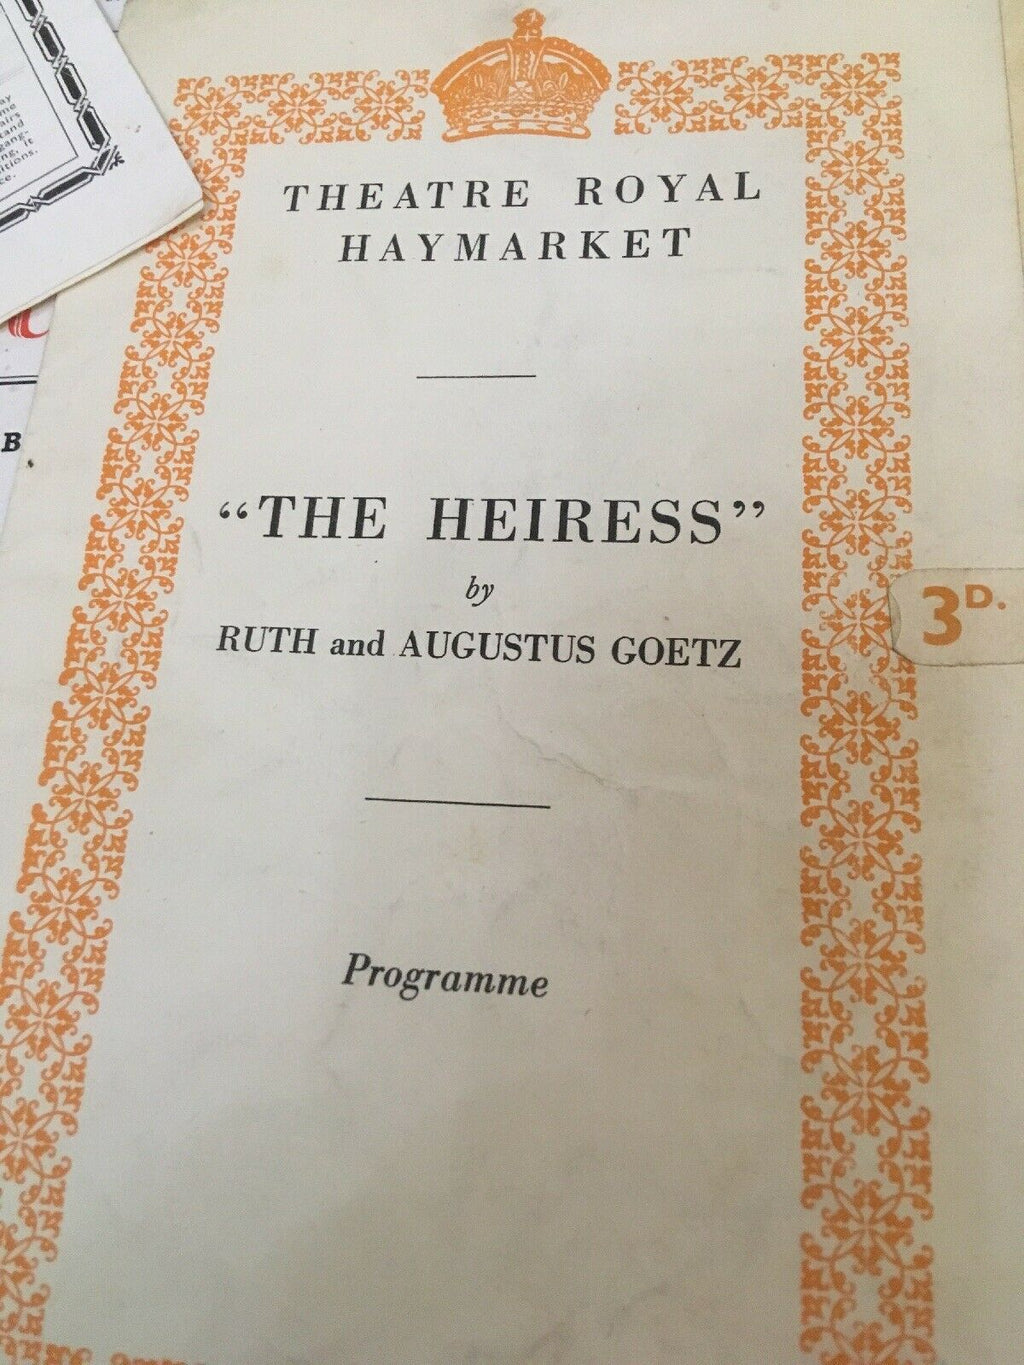 THEATRE ROYAL
HAYMARKET
“THE HEIRESS”
by
RUTH and AUGUSTUS GOETZ
Programme
3D.
B